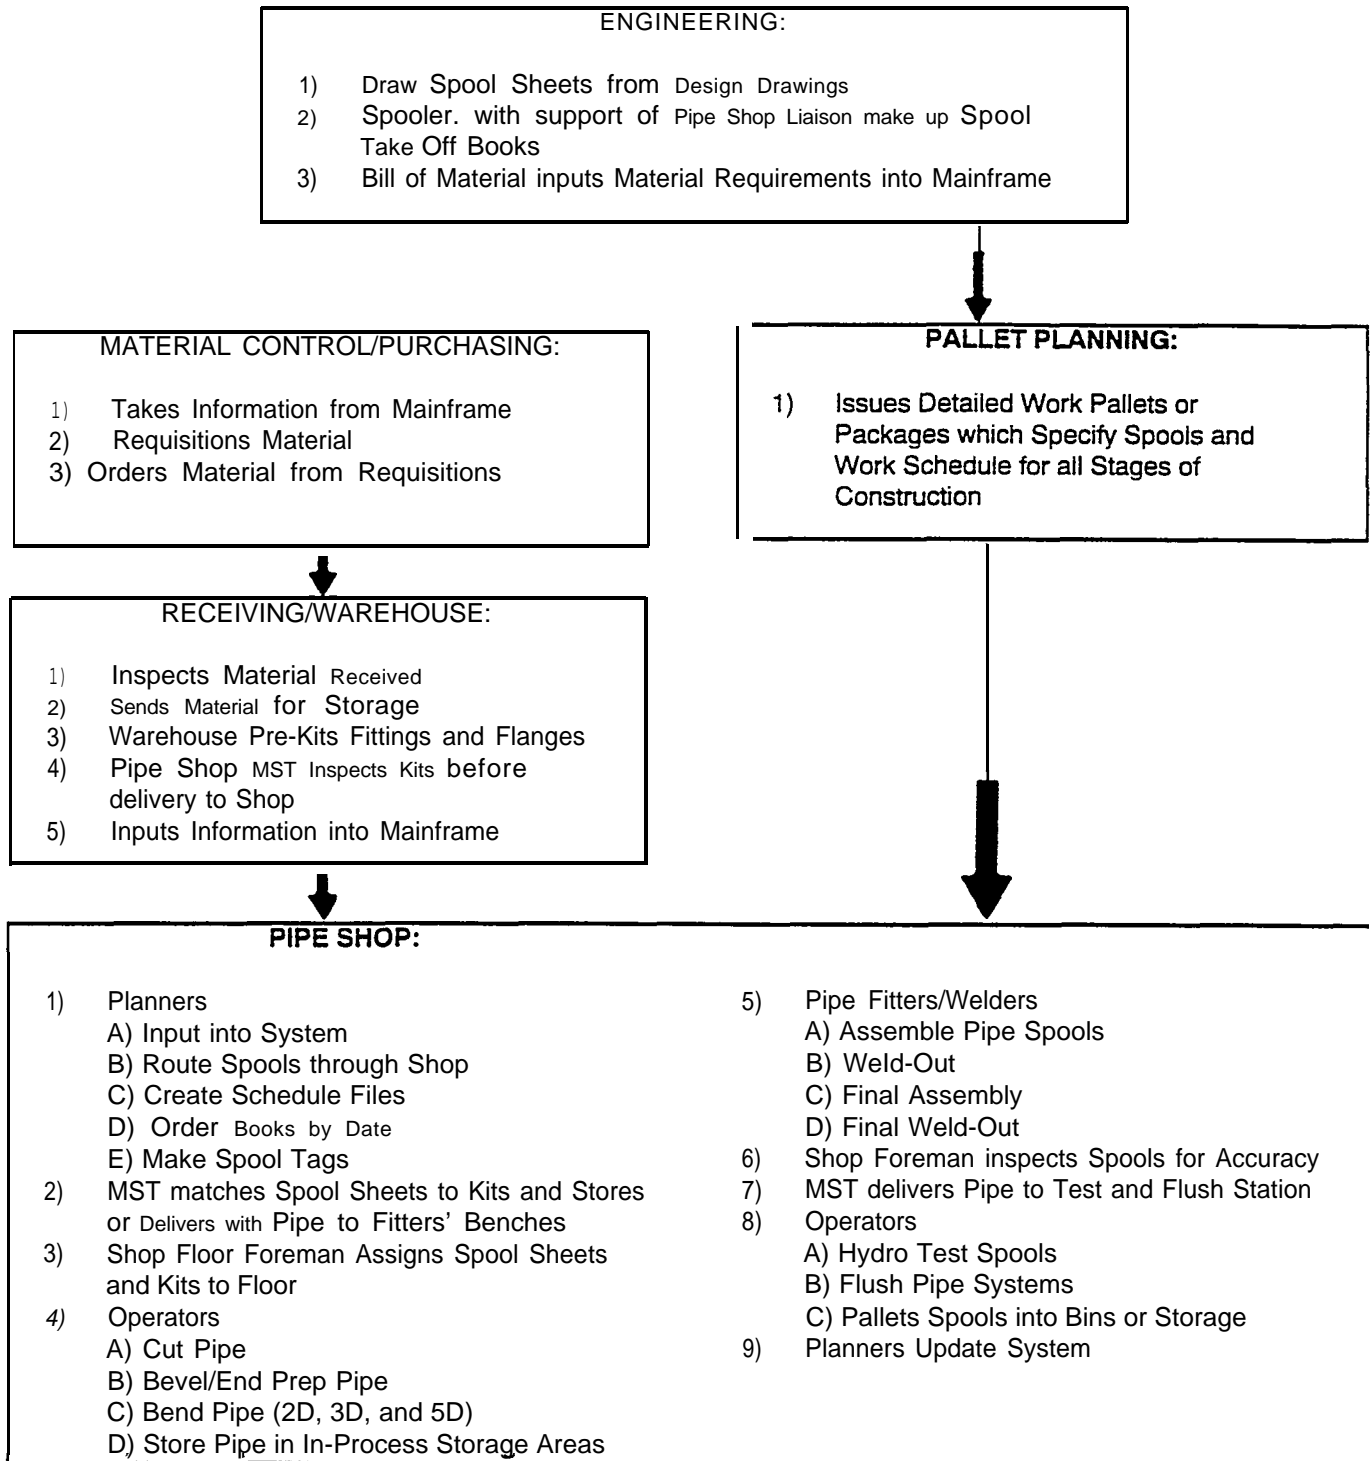 ENGINEERING:
1) Draw Spool Sheets from Design Drawings
2) Spooler. with support of Pipe Shop Liaison make up Spool
Take Off Books
3) Bill of Material inputs Material Requirements into Mainframe
MATERIAL CONTROL/PURCHASING:
1) Takes Information from Mainframe
2) Requisitions Material
3) Orders Material from Requisitions
PALLET PLANNING:
1) Issues Detailed Work Pallets or
Packages which Specify Spools and
Work Schedule for all Stages of
Construction
RECEIVING/WAREHOUSE:
1) Inspects Material Received
2) Sends Material for Storage
3) Warehouse Pre-Kits Fittings and Flanges
4) Pipe Shop MST Inspects Kits before
delivery to Shop
5) Inputs Information into Mainframe
PIPE SHOP:
1) Planners
A) Input into System
B) Route Spools through Shop
C) Create Schedule Files
D) Order Books by Date
E) Make Spool Tags
2) MST matches Spool Sheets to Kits and Stores
or Delivers with Pipe to Fitters' Benches
3) Shop Floor Foreman Assigns Spool Sheets
and Kits to Floor
4) Operators
A) Cut Pipe
B) Bevel/End Prep Pipe
C) Bend Pipe (2D, 3D, and 5D)
D) Store Pipe in In-Process Storage Areas
5) Pipe Fitters/Welders
A) Assemble Pipe Spools
B) Weld-Out
C) Final Assembly
D) Final Weld-Out
6) Shop Foreman inspects Spools for Accuracy
7) MST delivers Pipe to Test and Flush Station
8) Operators
A) Hydro Test Spools
B) Flush Pipe Systems
C) Pallets Spools into Bins or Storage
9) Planners Update System